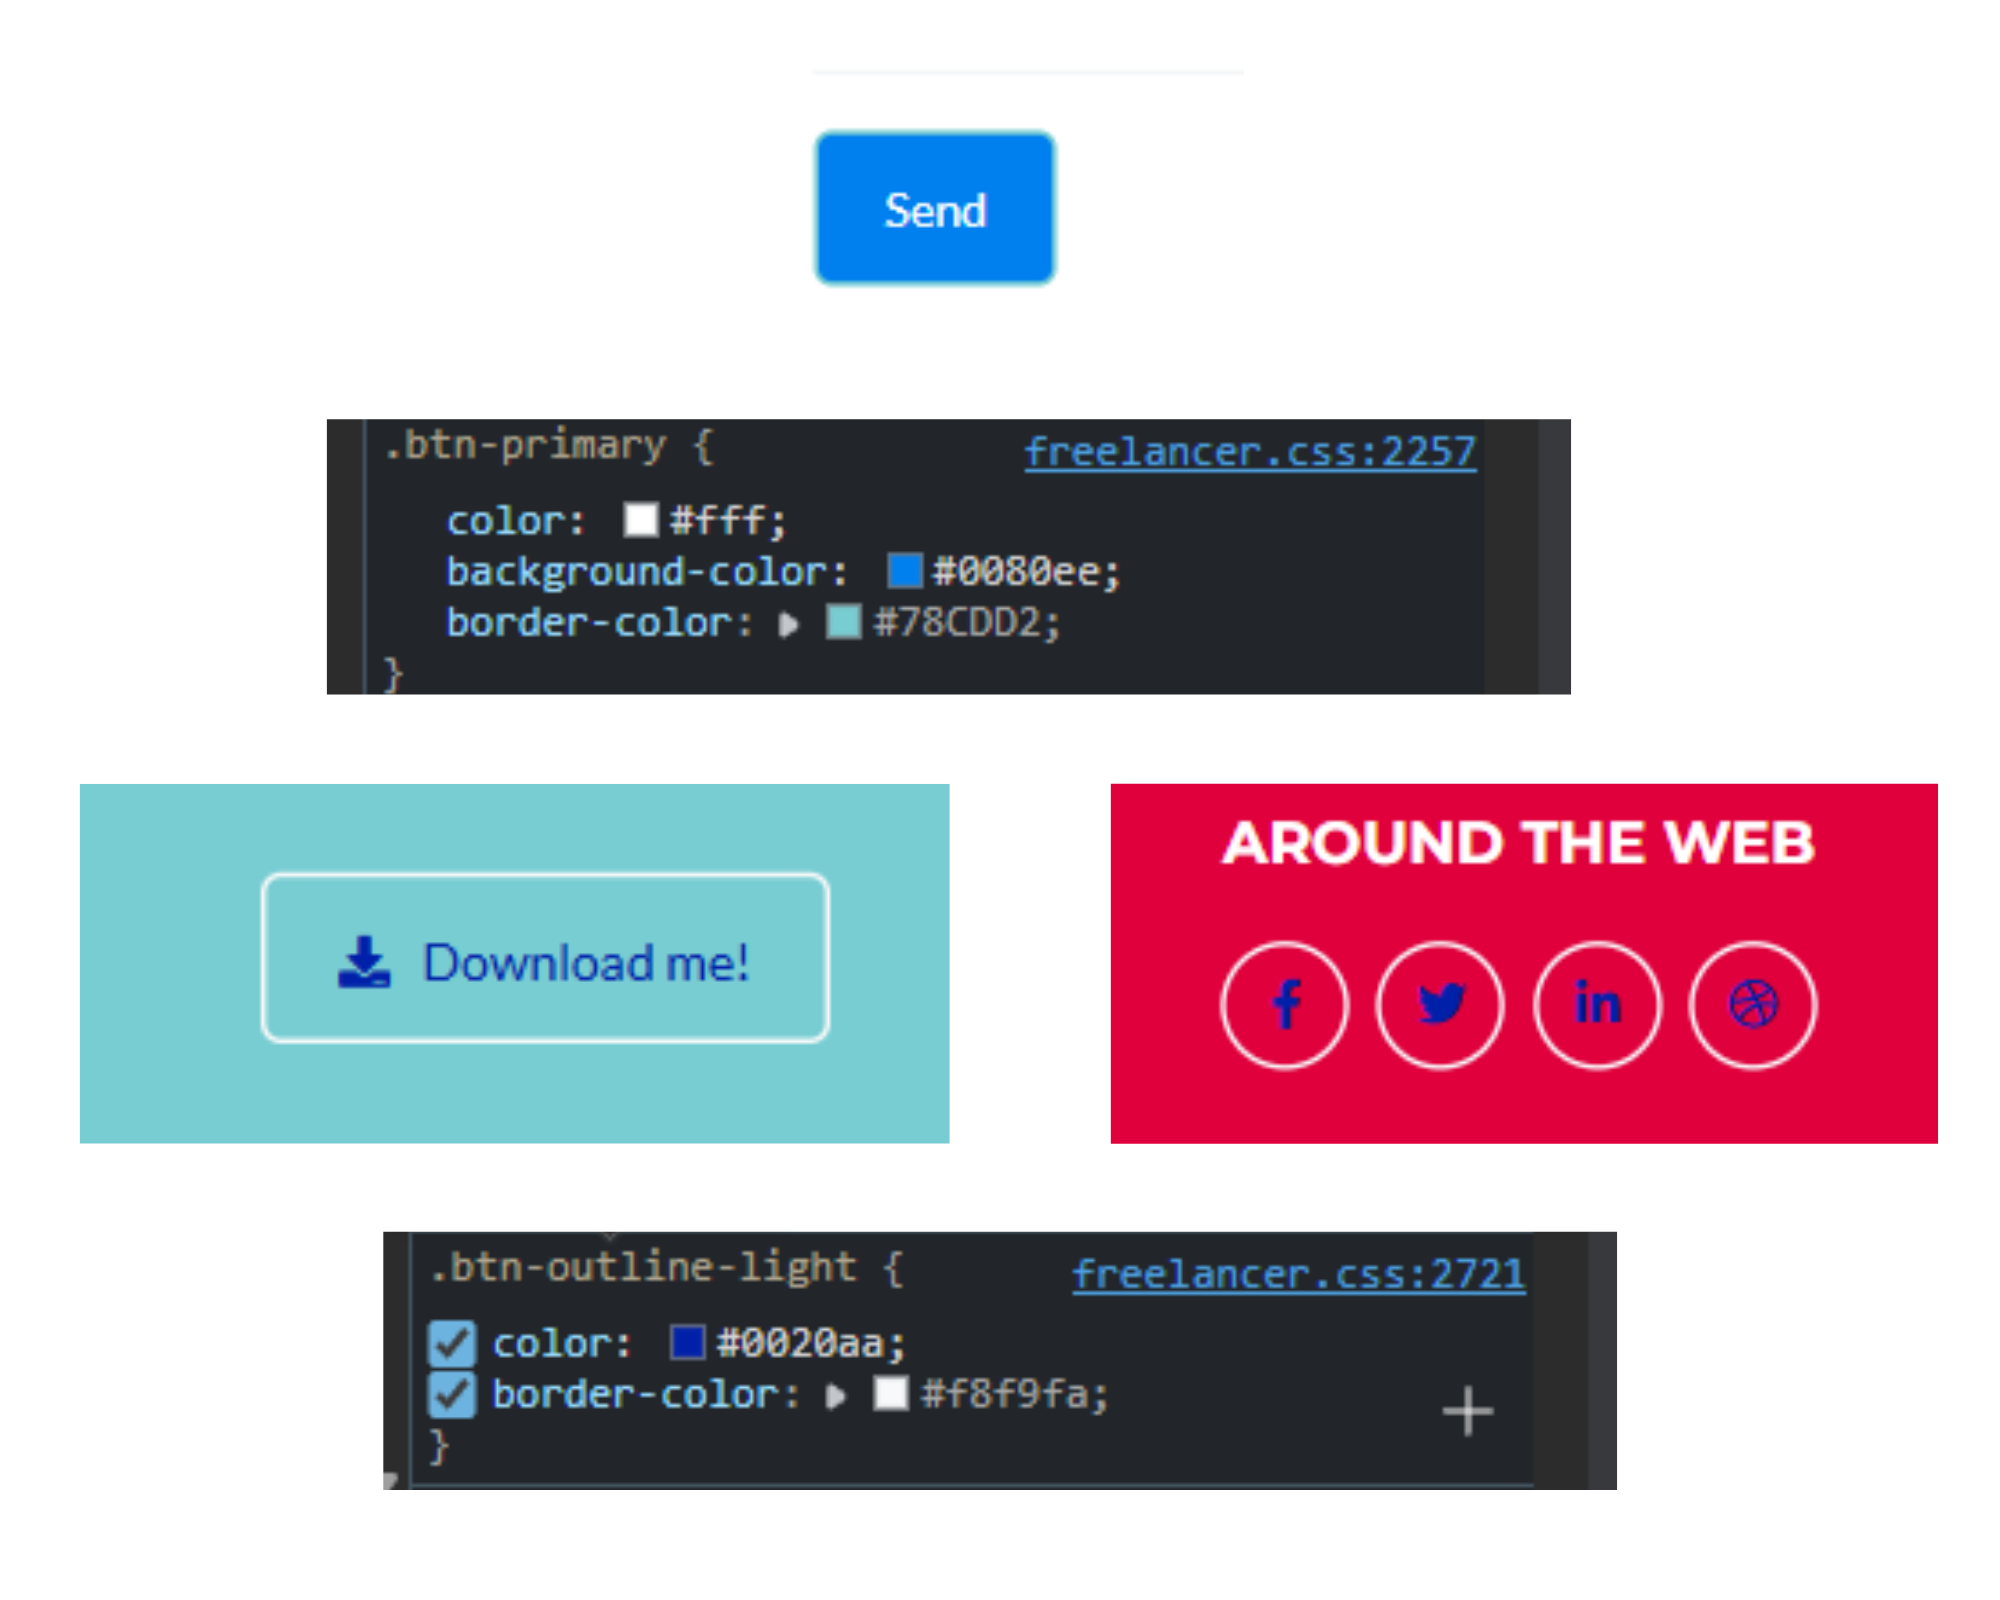 Send
.btn-primary { freelancer.css:2257
color: #fff;
background-color: #0080ee;
border-color: #78CDD2;
}
Download me!
AROUND THE WEB
f in
.btn-outline-light { freelancer.css:2721
color: #0020aa;
border-color: #f8f9fa;
}